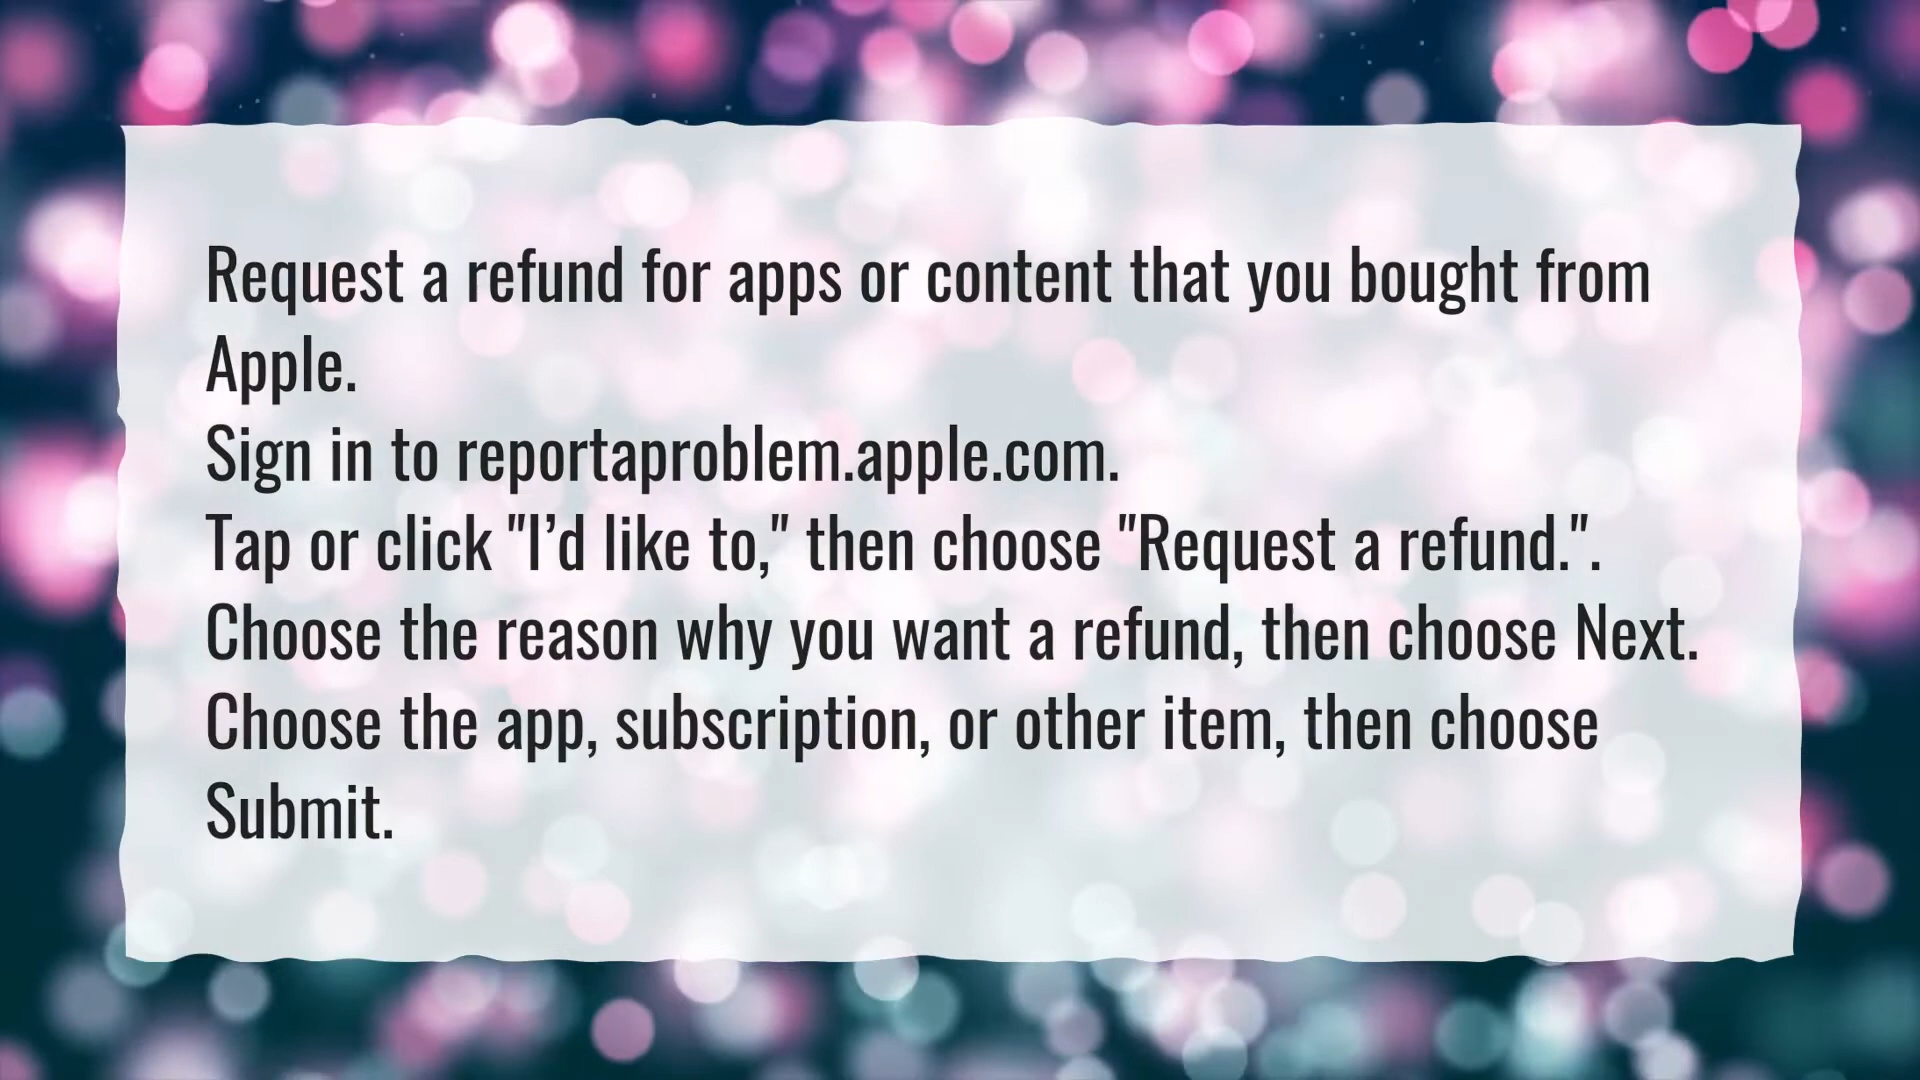 Request a refund for apps or content that you bought from
Apple.
Sign in to reportaproblem.apple.com.
Tap or click "I’d like to," then choose "Request a refund.".
Choose the reason why you want a refund, then choose Next.
Choose the app, subscription, or other item, then choose
Submit.